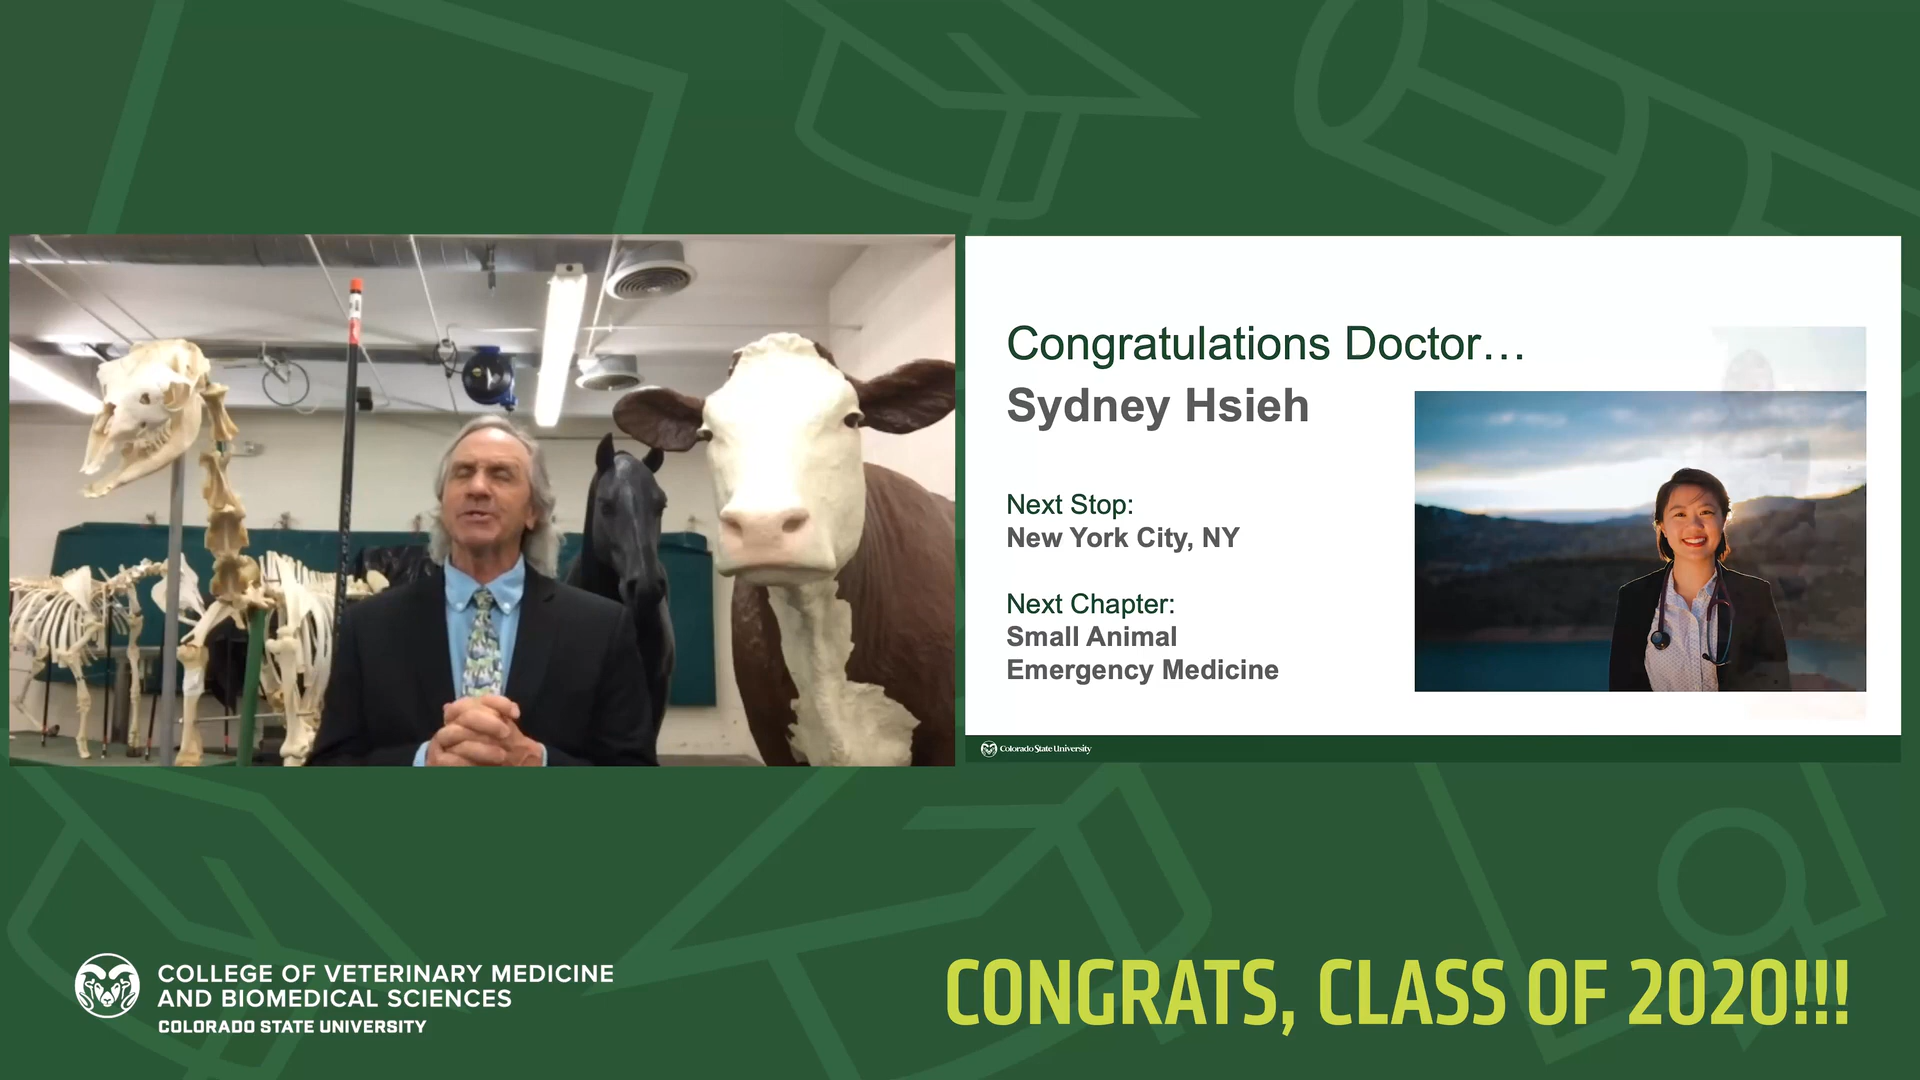 Congratulations Doctor…
Sydney Hsieh
Next Stop:
New York City, NY
Next Chapter:
Small Animal
Emergency Medicine
Colorado State University
COLLEGE OF VETERINARY MEDICINE
AND BIOMEDICAL SCIENCES
COLORADO STATE UNIVERSITY
CONGRATS, CLASS OF 2020!!!